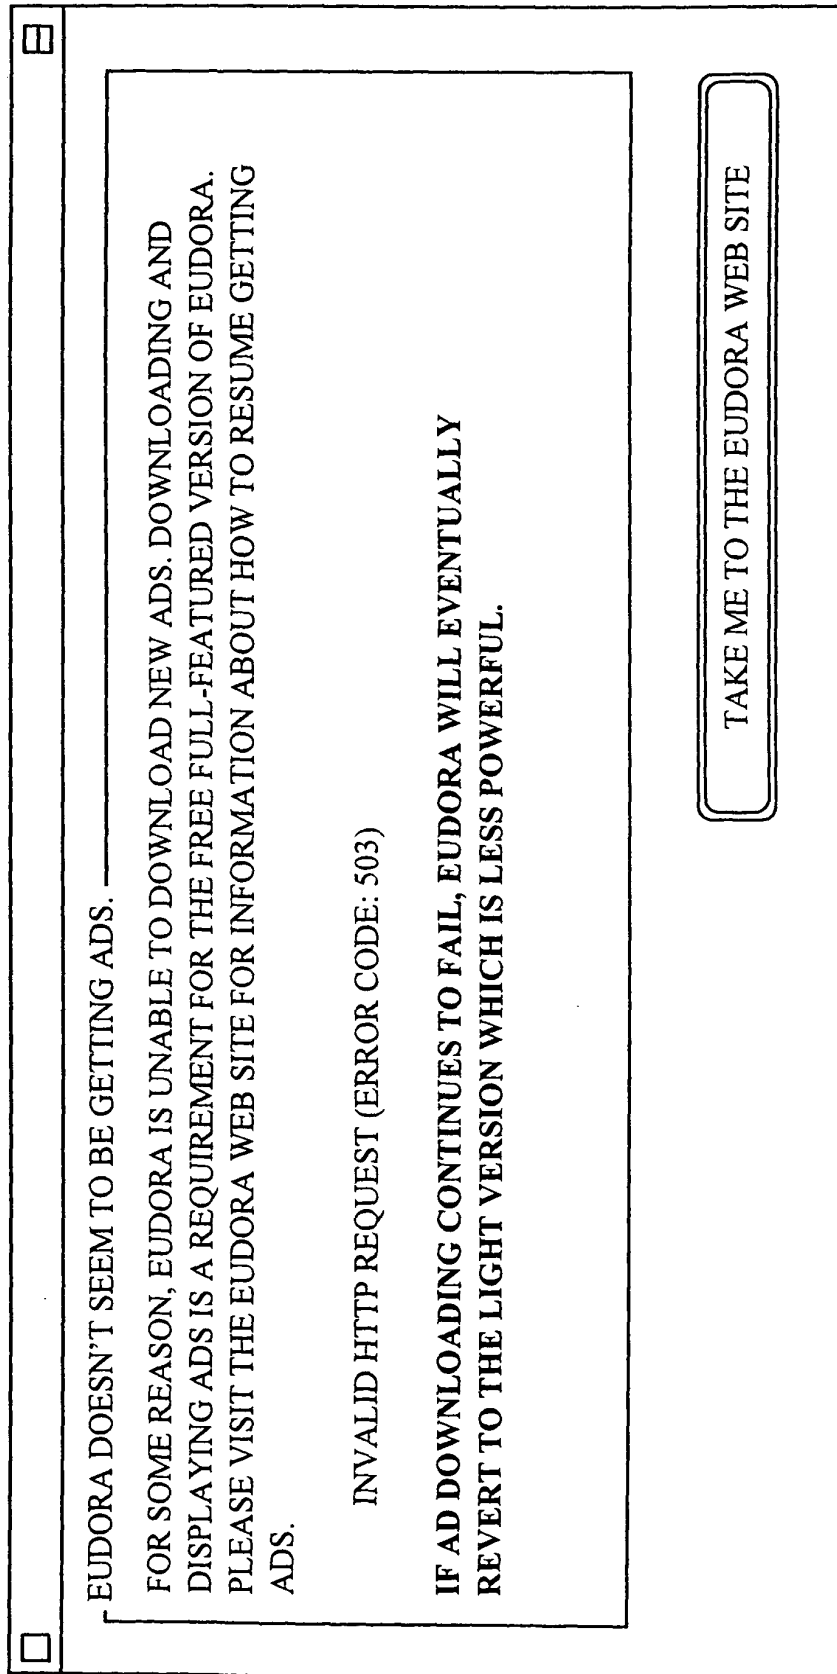 EUDORA DOESN'T SEEM TO BE GETTING ADS.
FOR SOME REASON, EUDORA IS UNABLE TO DOWNLOAD NEW ADS. DOWNLOADING AND
DISPLAYING ADS IS A REQUIREMENT FOR THE FREE FULL-FEATURED VERSION OF EUDORA.
PLEASE VISIT THE EUDORA WEB SITE FOR INFORMATION ABOUT HOW TO RESUME GETTING
ADS.
INVALID HTTP REQUEST (ERROR CODE: 503)
IF AD DOWNLOADING CONTINUES TO FAIL, EUDORA WILL EVENTUALLY
REVERT TO THE LIGHT VERSION WHICH IS LESS POWERFUL.
TAKE ME TO THE EUDORA WEB SITE